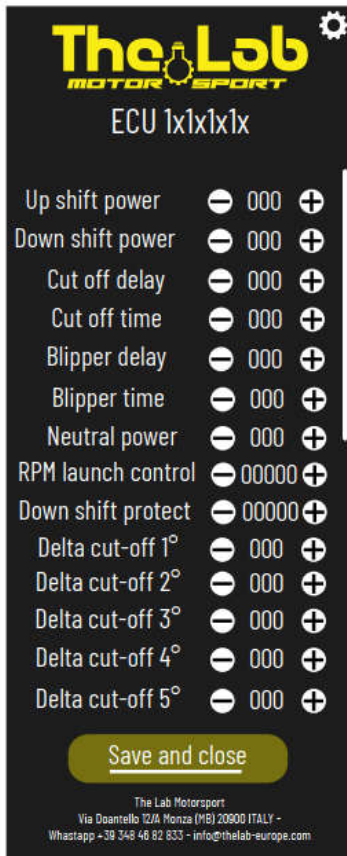 The Lab
MOTOR SPORT
ECU 1x1x1x1x
Up shift power 000
Down shift power 000
Cut off delay 000
Cut off time 000
Blipper delay 000
Blipper time 000
Neutral power 000
RPM launch control 00000
Down shift protect 00000
Delta cut-off 1° 000
Delta cut-off 2° 000
Delta cut-off 3° 000
Delta cut-off 4° 000
Delta cut-off 5° 000
Save and close
The Lab Motorsport
Via Doantello 12/A Monza (MB) 20900 ITALY -
Whastapp +39 348 46 82 833 - info@thelab-europe.com